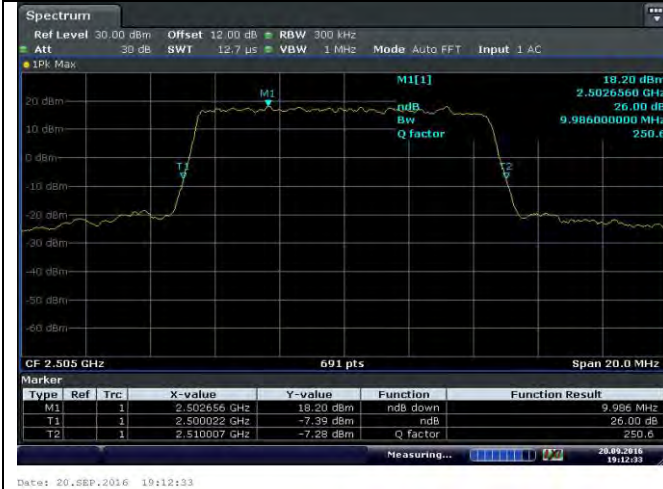 Spectrum
Ref Level 30.00 dBm Offset 12.00 dB RBW 300 kHz
Att 30 dB SWT 12.7 µs VBW 1 MHz Mode Auto FFT Input 1 AC
1Pk Max
M1[1] 18.20 dBm
2.5026560 GHz
M1
20 dBm
ndB 26.00 dB
Bw 9.986000000 MHz
10 dBm
Q factor 250.6
0 dBm
T1 T2
-10 dBm
-20 dBm
-30 dBm
-40 dBm
-50 dBm
-60 dBm
CF 2.505 GHz 691 pts Span 20.0 MHz
Marker
Type Ref Trc X-value Y-value Function Function Result
M1 1 2.502656 GHz 18.20 dBm ndB down 9.986 MHz
T1 1 2.500022 GHz -7.39 dBm ndB 26.00 dB
T2 1 2.510007 GHz -7.28 dBm Q factor 250.6
Measuring... 20.09.2016
19:12:33
Date: 20.SEP.2016 19:12:33